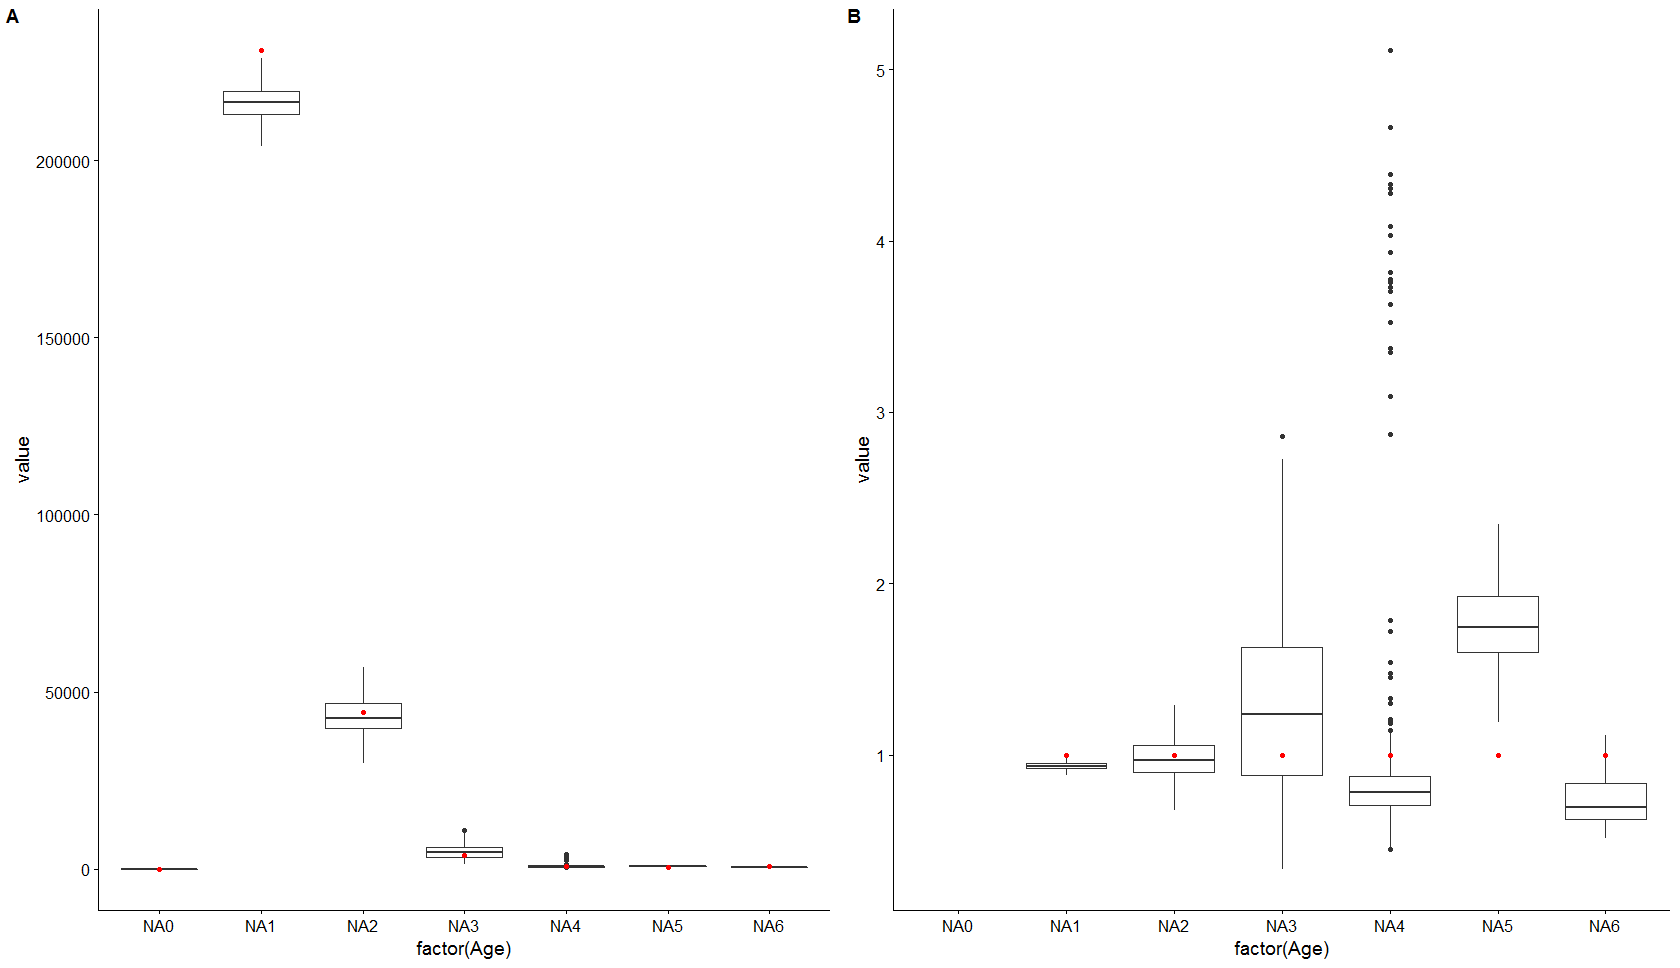 A
value
200000
150000
100000
50000
0
NA0 NA1 NA2 NA3 NA4 NA5 NA6
factor(Age)
B
value
5
4
3
2
1
NA0 NA1 NA2 NA3 NA4 NA5 NA6
factor(Age)